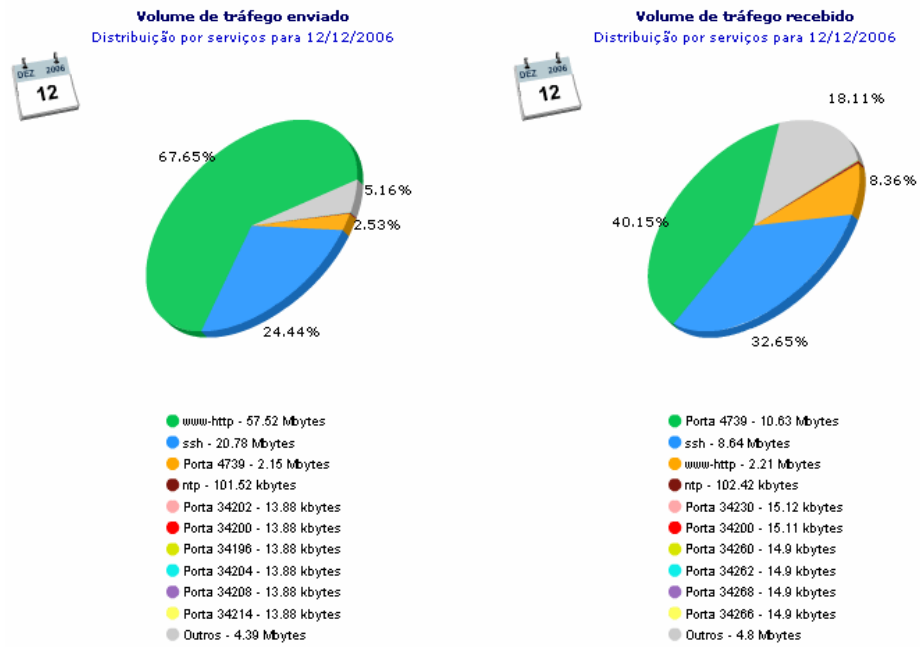 Volume de tráfego enviado
Distribuição por serviços para 12/12/2006
DEZ 2006
12
67.65%
5.16%
2.53%
24.44%
www-http - 57.52 Mbytes
ssh - 20.78 Mbytes
Porta 4739 - 2.15 Mbytes
ntp - 101.52 kbytes
Porta 34202 - 13.88 kbytes
Porta 34200 - 13.88 kbytes
Porta 34196 - 13.88 kbytes
Porta 34204 - 13.88 kbytes
Porta 34208 - 13.88 kbytes
Porta 34214 - 13.88 kbytes
Outros - 4.39 Mbytes
Volume de tráfego recebido
Distribuição por serviços para 12/12/2006
DEZ 2006
12
18.11%
8.36%
40.15%
32.65%
Porta 4739 - 10.63 Mbytes
ssh - 8.64 Mbytes
www-http - 2.21 Mbytes
ntp - 102.42 kbytes
Porta 34230 - 15.12 kbytes
Porta 34200 - 15.11 kbytes
Porta 34260 - 14.9 kbytes
Porta 34262 - 14.9 kbytes
Porta 34268 - 14.9 kbytes
Porta 34266 - 14.9 kbytes
Outros - 4.8 Mbytes